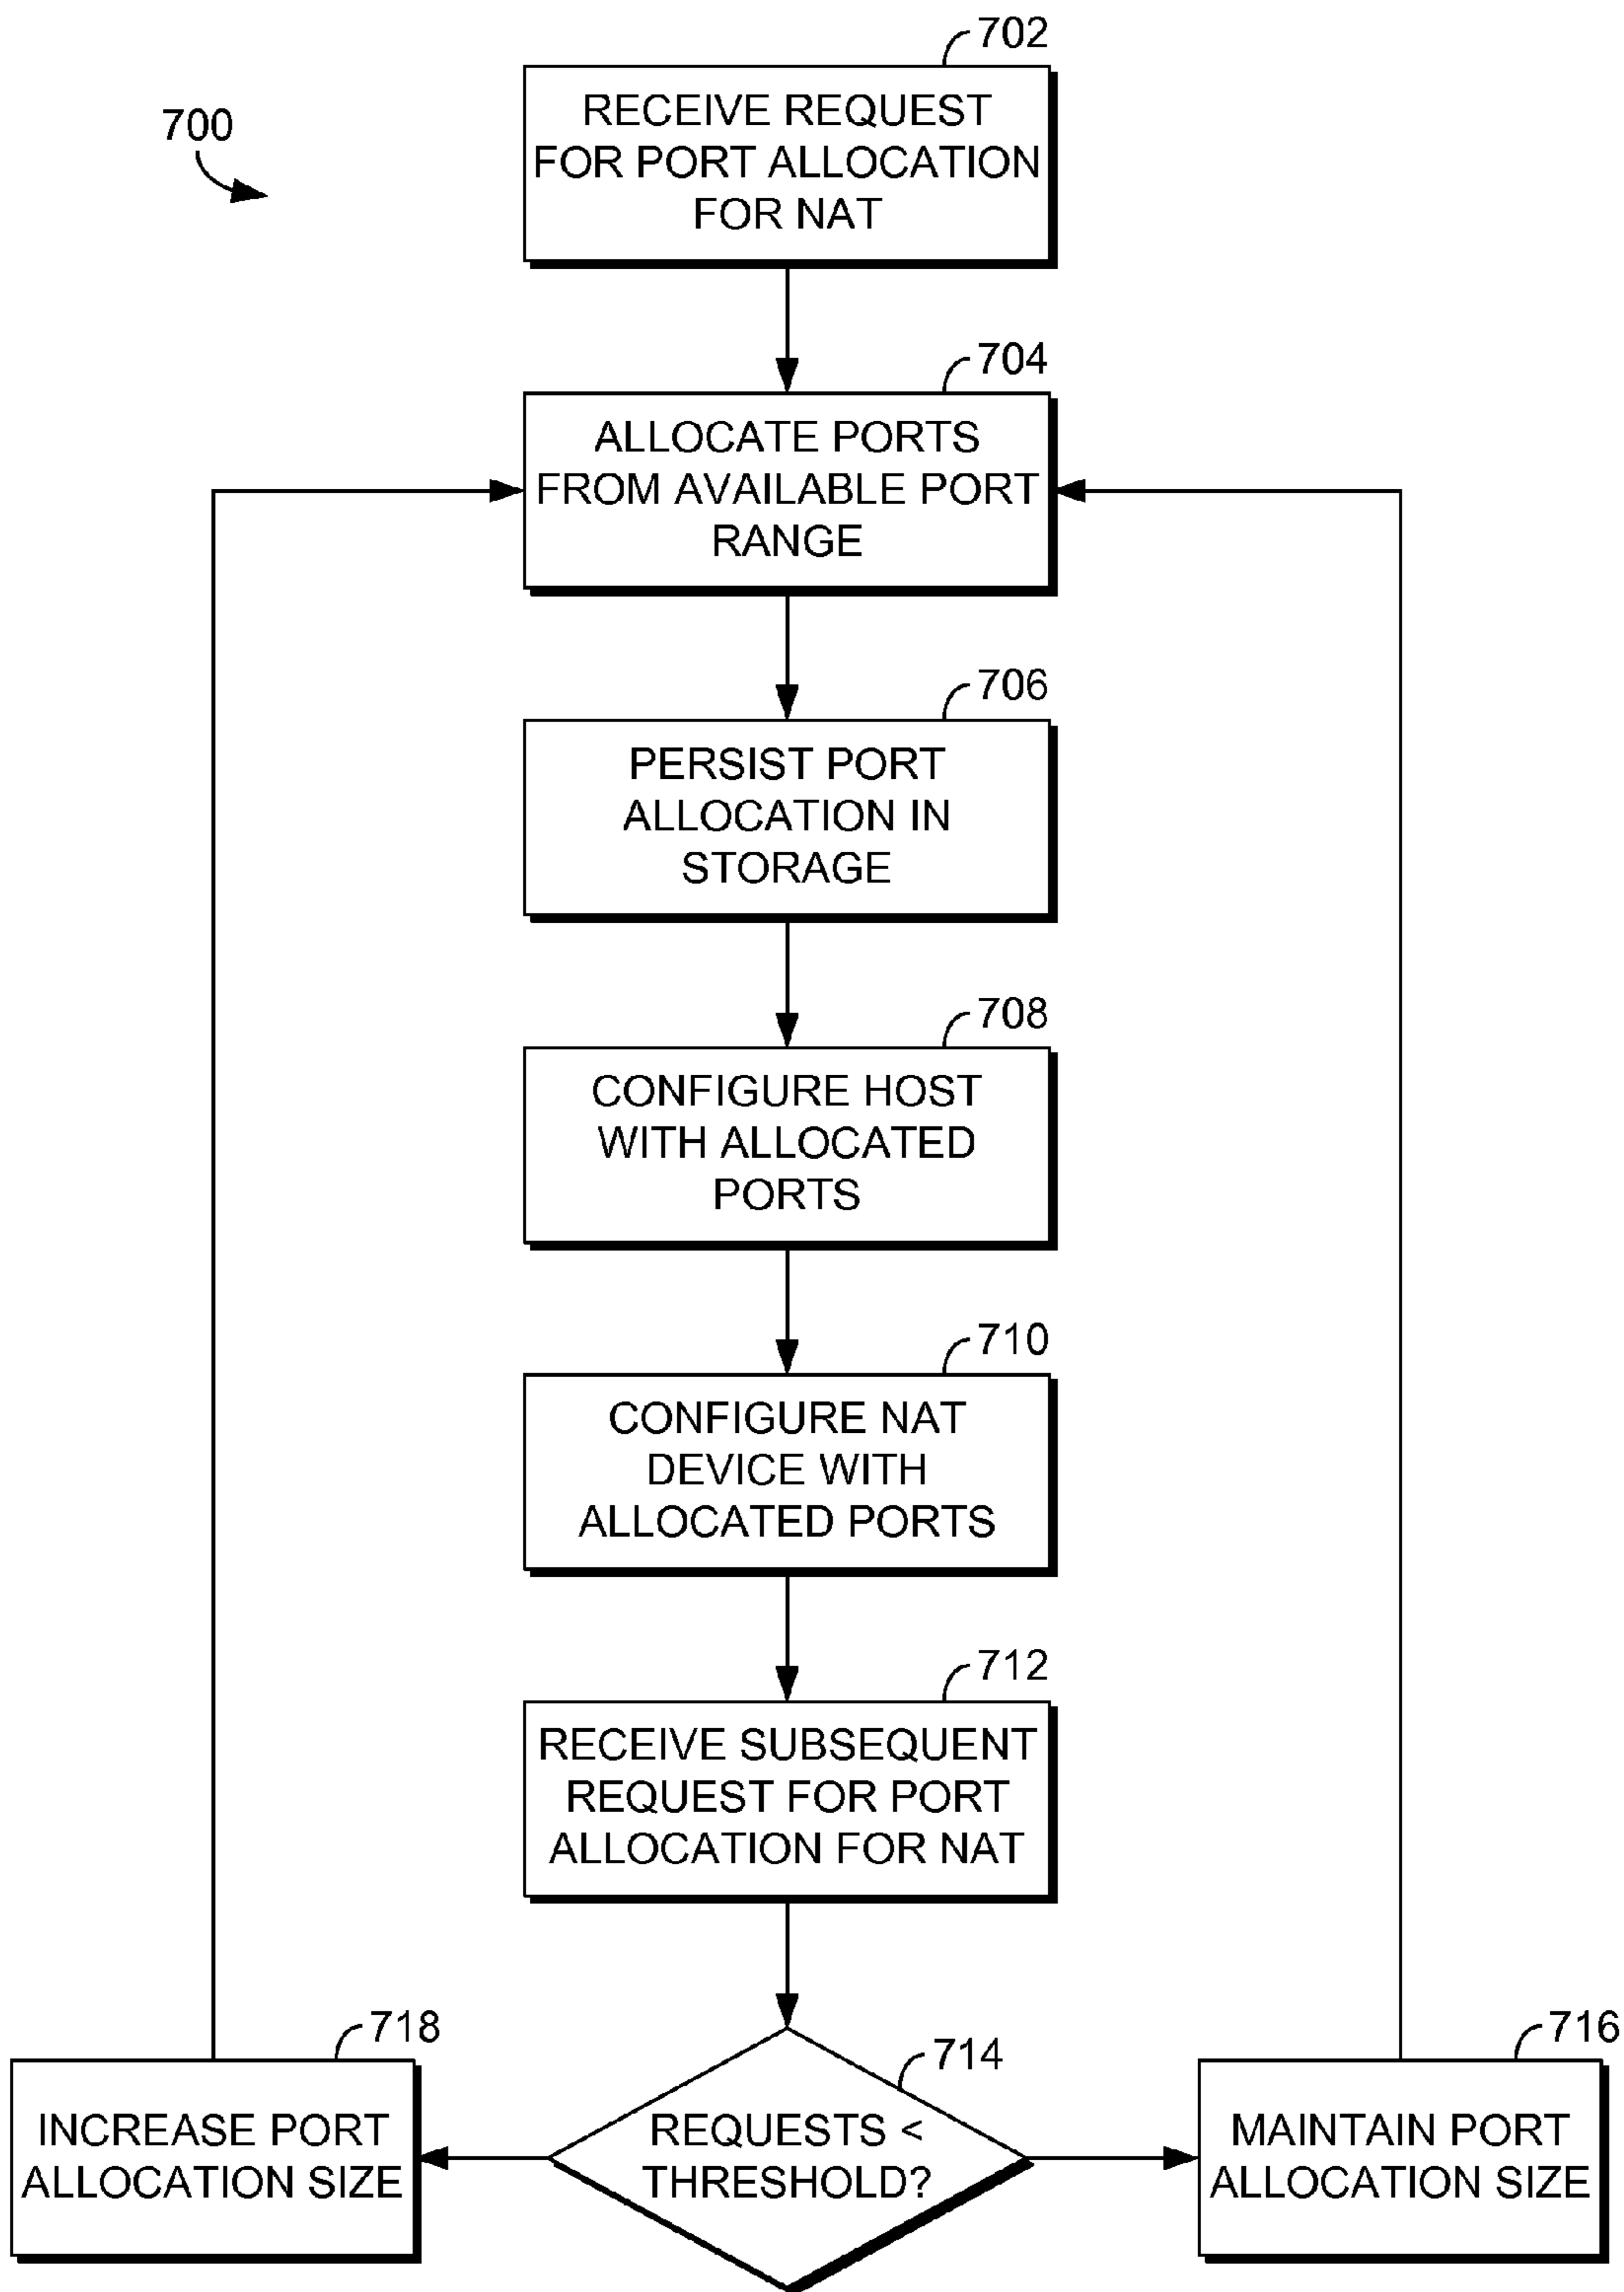 700
702
RECEIVE REQUEST
FOR PORT ALLOCATION
FOR NAT
704
ALLOCATE PORTS
FROM AVAILABLE PORT
RANGE
706
PERSIST PORT
ALLOCATION IN
STORAGE
708
CONFIGURE HOST
WITH ALLOCATED
PORTS
710
CONFIGURE NAT
DEVICE WITH
ALLOCATED PORTS
712
RECEIVE SUBSEQUENT
REQUEST FOR PORT
ALLOCATION FOR NAT
718
INCREASE PORT
ALLOCATION SIZE
714
REQUESTS <
THRESHOLD?
716
MAINTAIN PORT
ALLOCATION SIZE